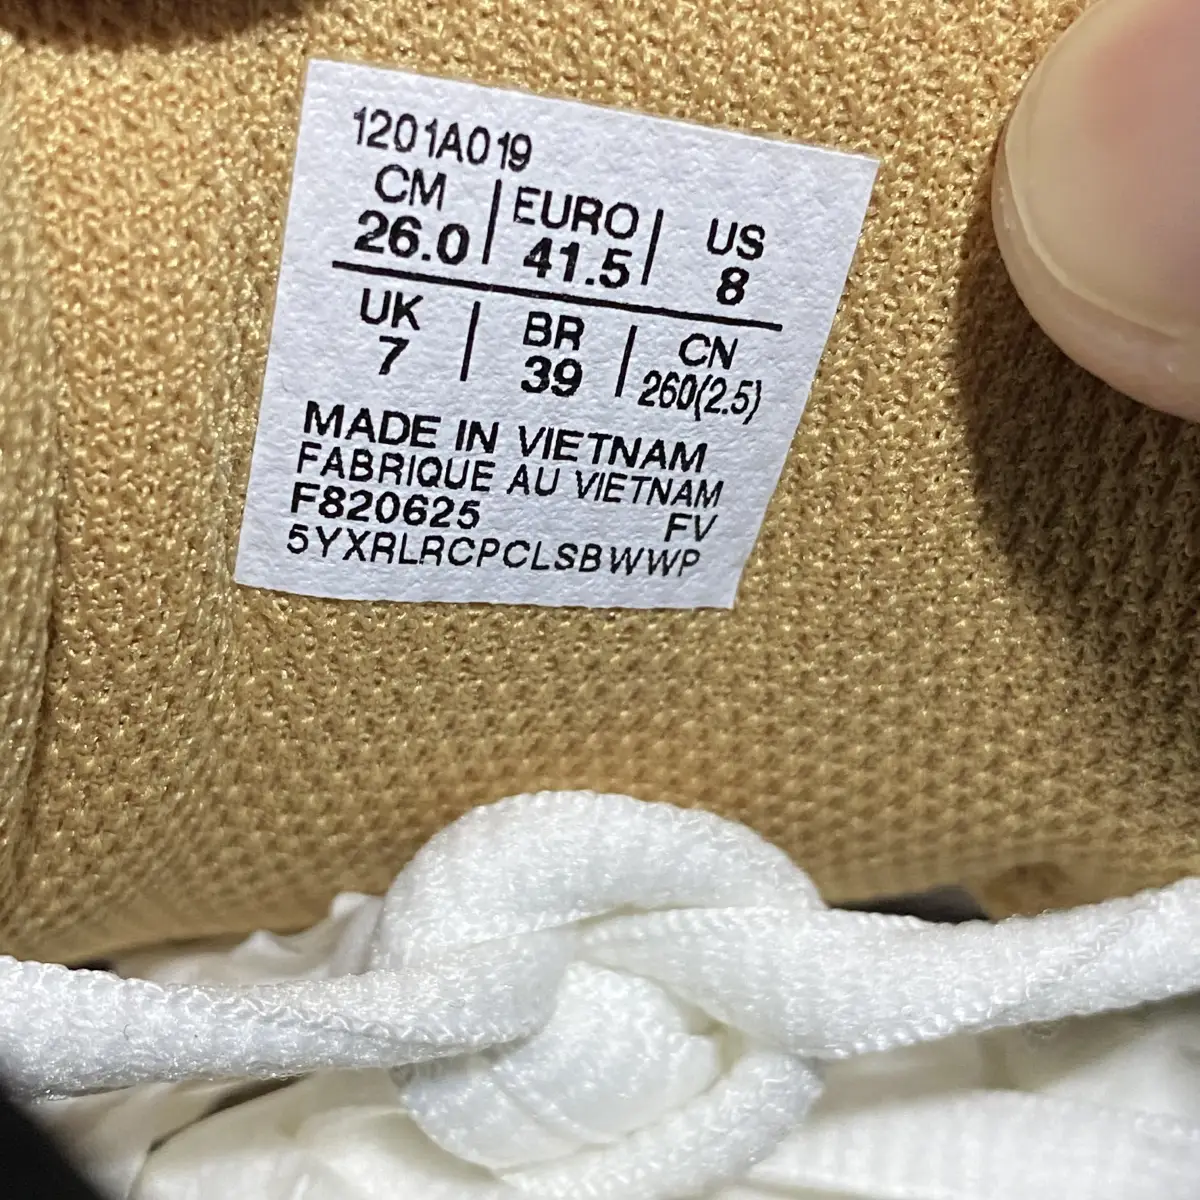 1201A019
CM | EURO | US
26.0 | 41.5 | 8
UK | BR | CN
7 | 39 | 260(2.5)
MADE IN VIETNAM
FABRIQUE AU VIETNAM
F820625 FV
5YXRLRCPCLSBWWP